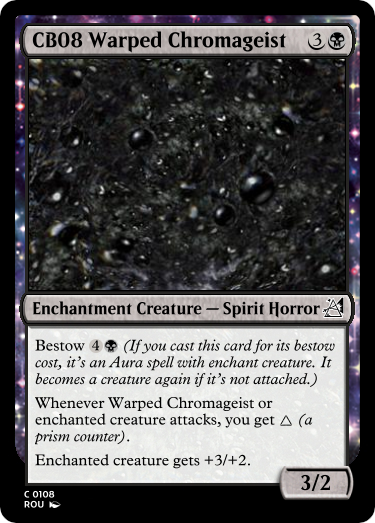 CB08 Warped Chromageist 3
Enchantment Creature — Spirit Horror
Bestow 4 (If you cast this card for its bestow
cost, it's an Aura spell with enchant creature. It
becomes a creature again if it's not attached.)
Whenever Warped Chromageist or
enchanted creature attacks, you get △ (a
prism counter).
Enchanted creature gets +3/+2.
3/2
C 0108
ROU